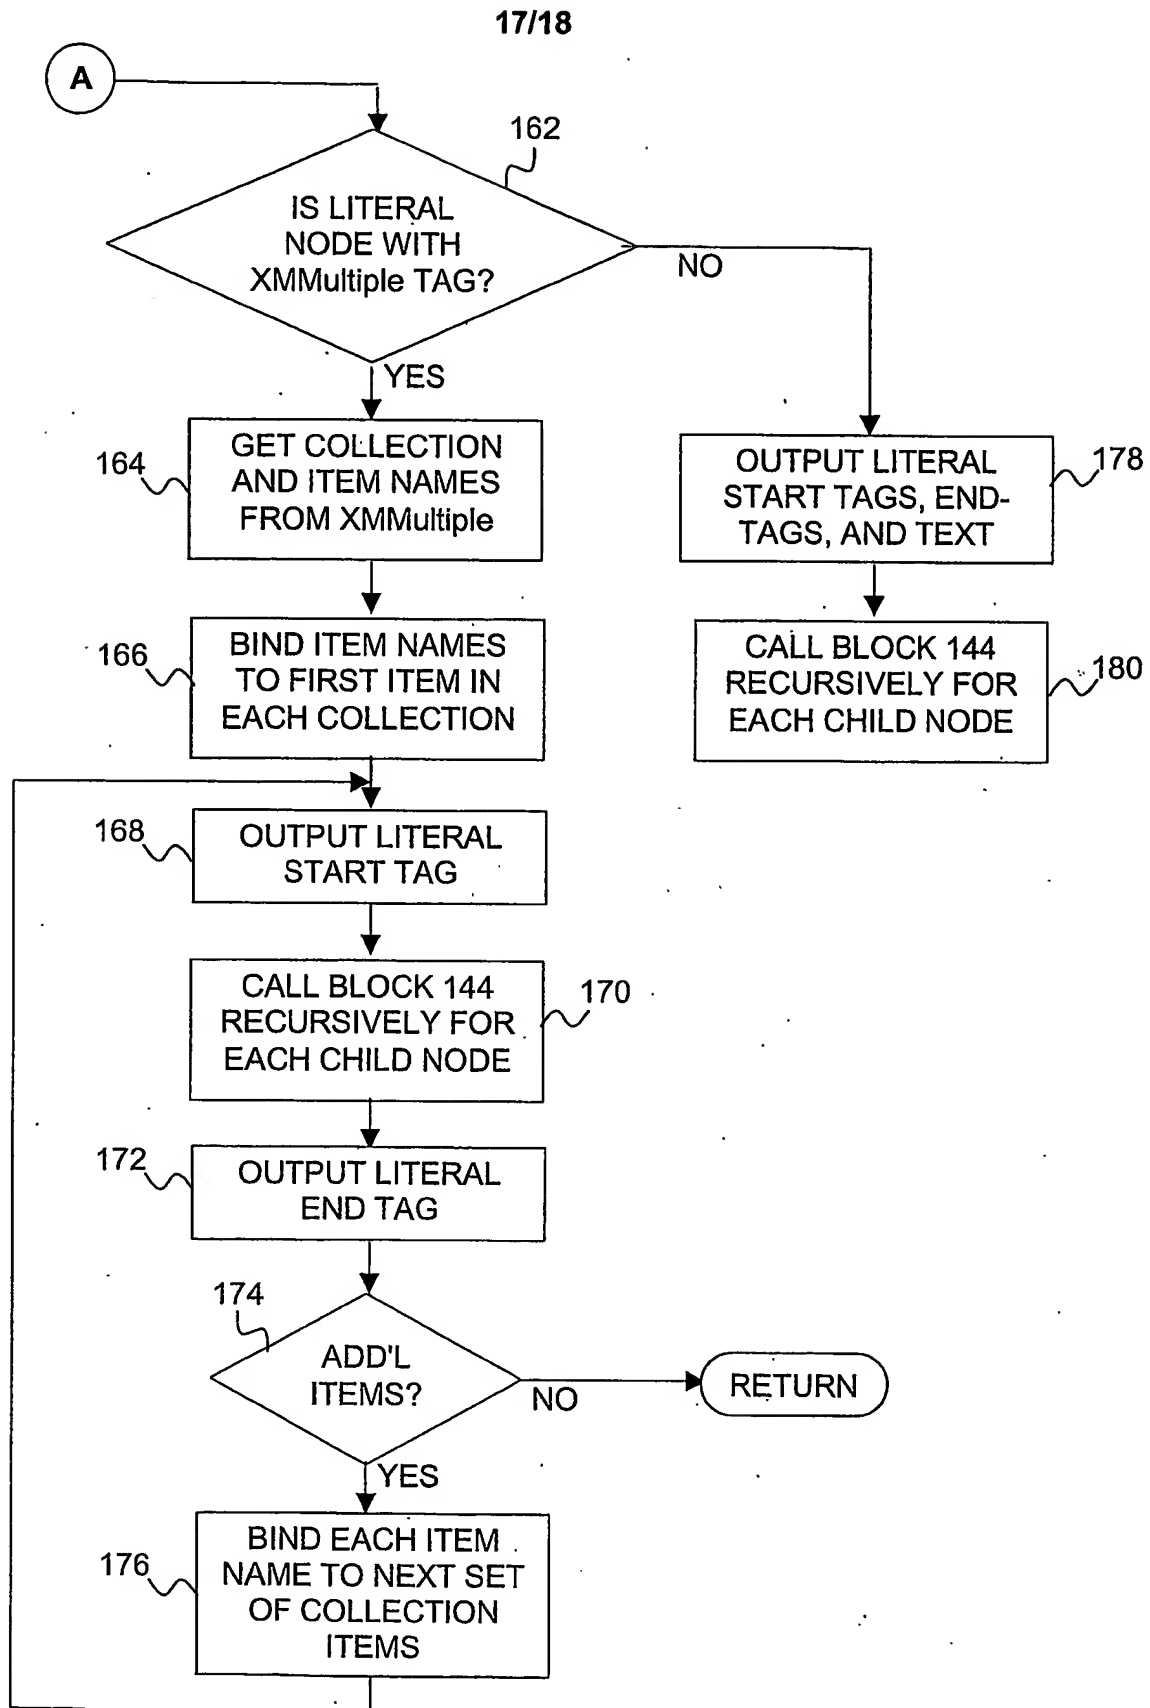 17/18
A
162
IS LITERAL
NODE WITH
XMMultiple TAG?
NO
YES
164
GET COLLECTION
AND ITEM NAMES
FROM XMMultiple
OUTPUT LITERAL
START TAGS, END-
TAGS, AND TEXT
178
166
BIND ITEM NAMES
TO FIRST ITEM IN
EACH COLLECTION
CALL BLOCK 144
RECURSIVELY FOR
EACH CHILD NODE
180
168
OUTPUT LITERAL
START TAG
CALL BLOCK 144
RECURSIVELY FOR
EACH CHILD NODE
170
172
OUTPUT LITERAL
END TAG
174
ADD'L
ITEMS?
NO
RETURN
YES
176
BIND EACH ITEM
NAME TO NEXT SET
OF COLLECTION
ITEMS